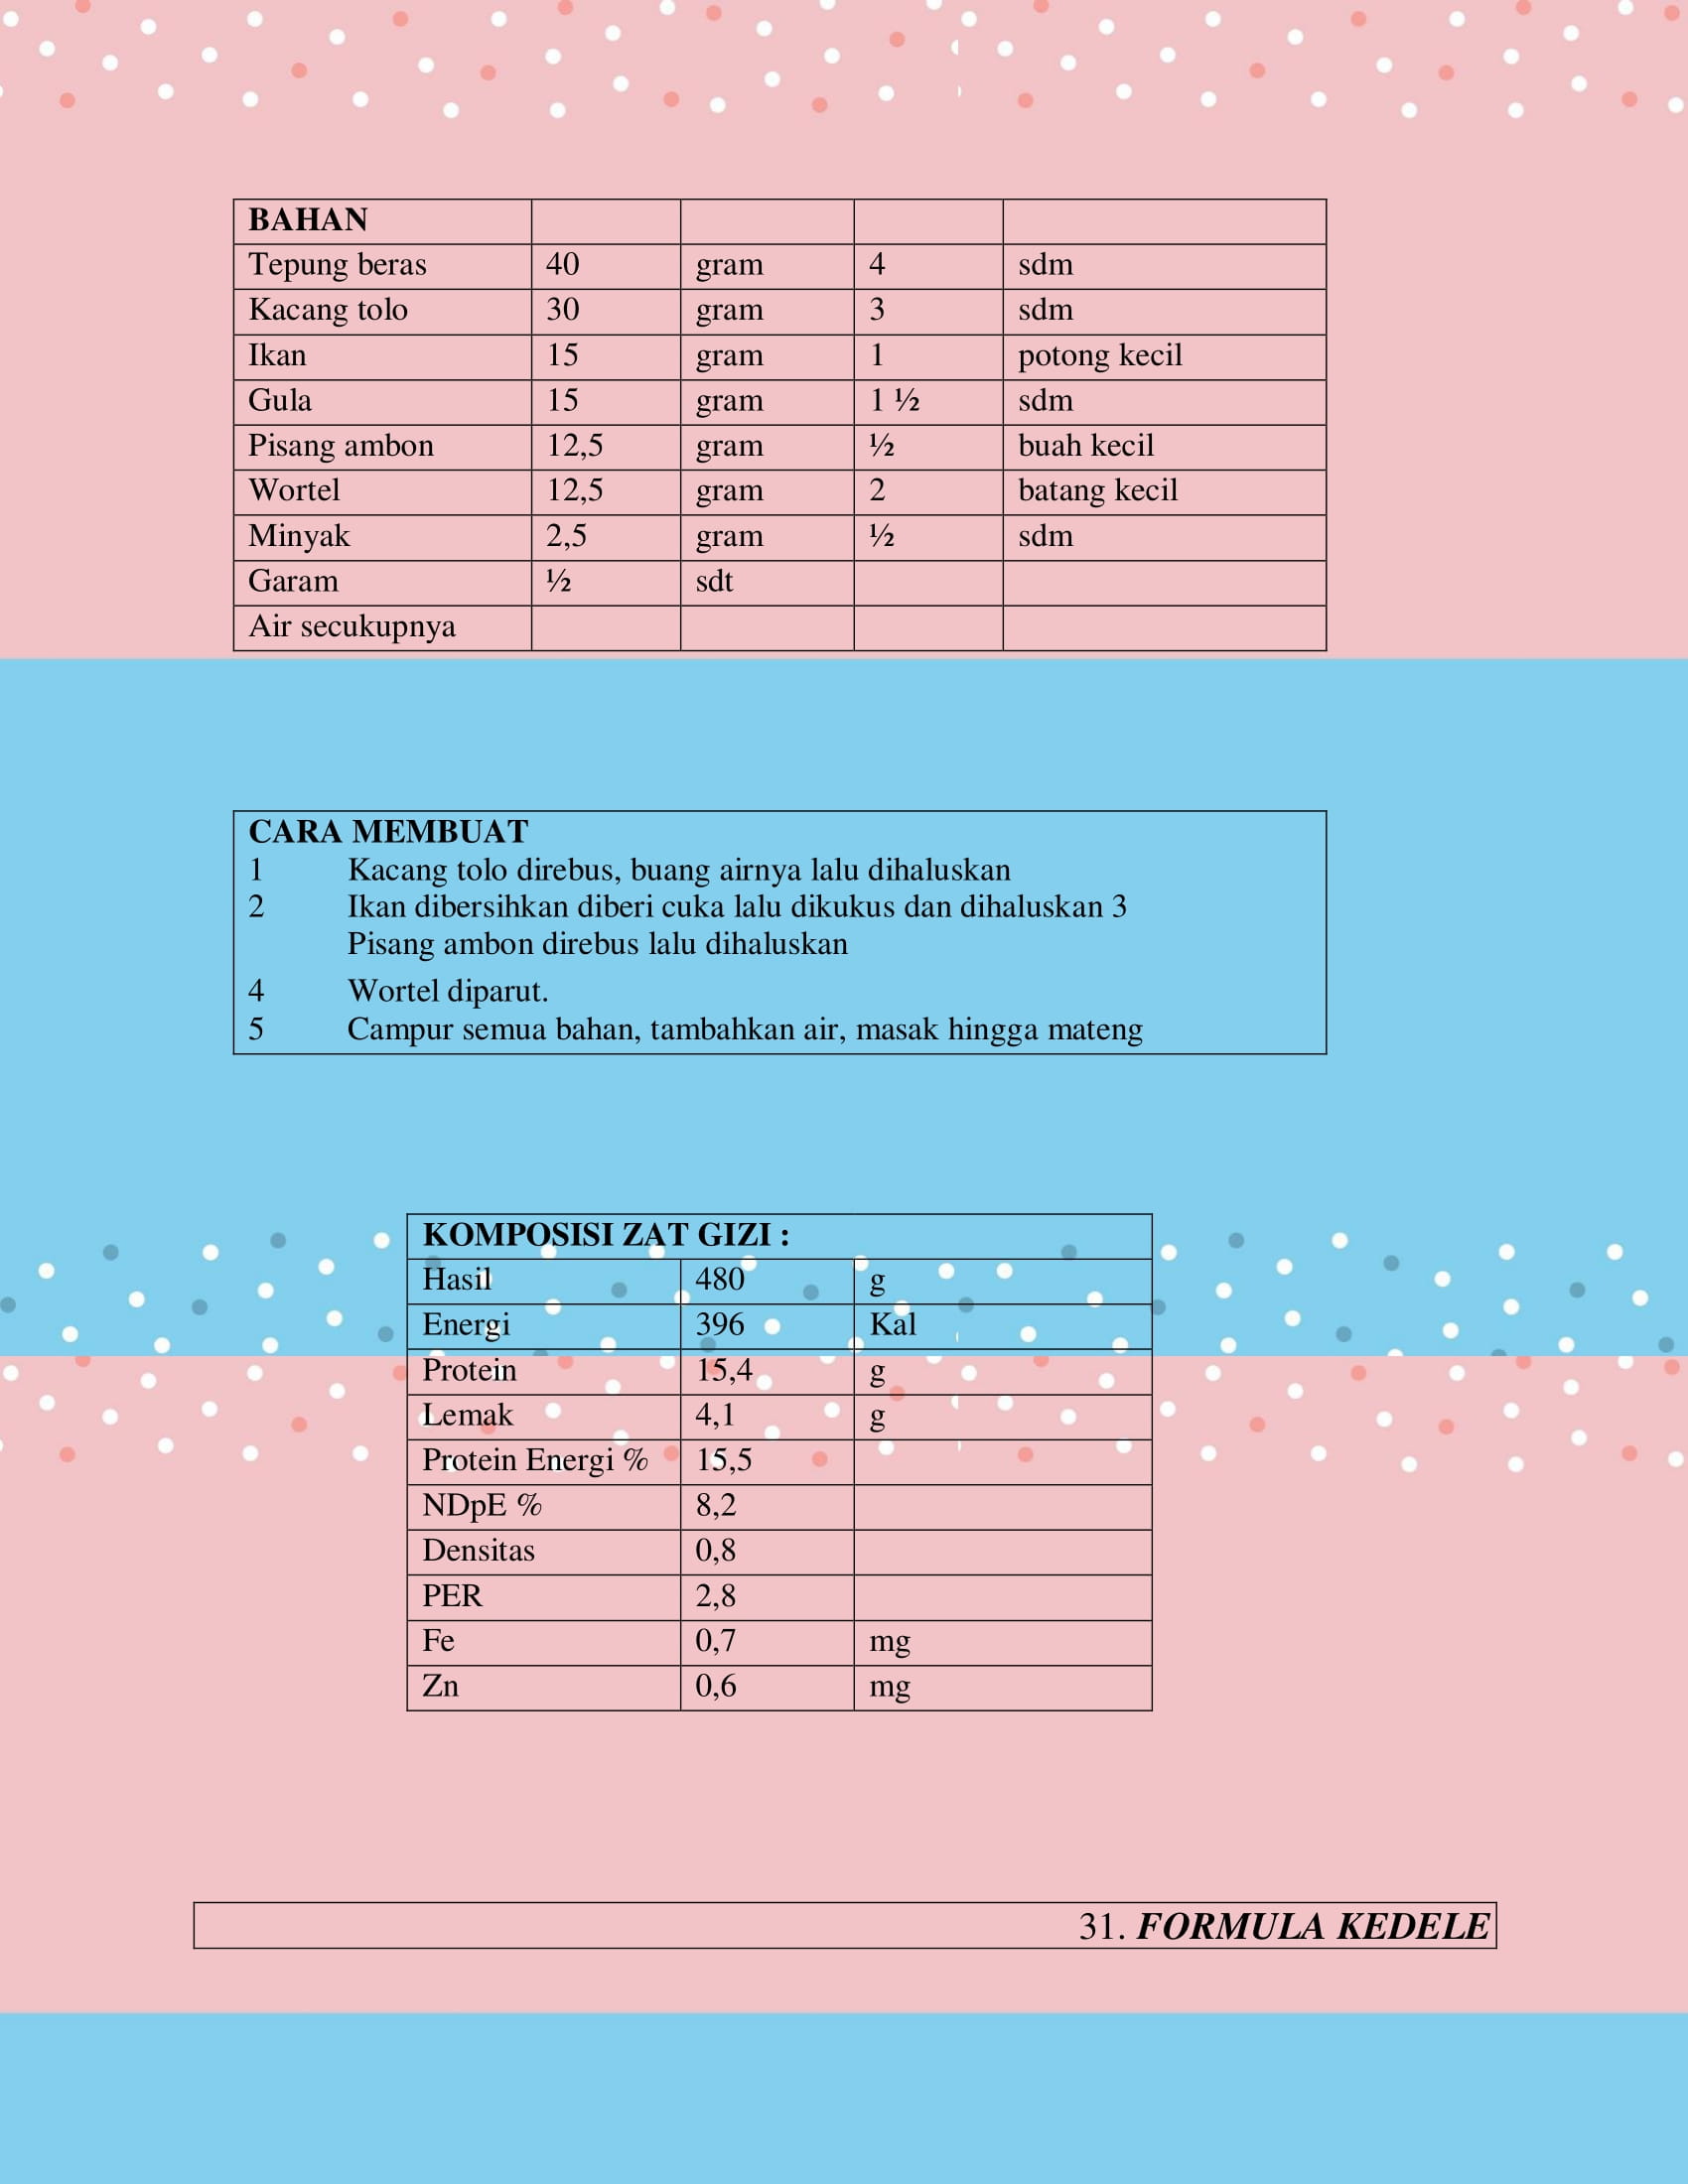 BAHAN
Tepung beras 40 gram 4 sdm
Kacang tolo 30 gram 3 sdm
Ikan 15 gram 1 potong kecil
Gula 15 gram 1 ½ sdm
Pisang ambon 12,5 gram ½ buah kecil
Wortel 12,5 gram 2 batang kecil
Minyak 2,5 gram ½ sdm
Garam ½ sdt
Air secukupnya
CARA MEMBUAT
1 Kacang tolo direbus, buang airnya lalu dihaluskan
2 Ikan dibersihkan diberi cuka lalu dikukus dan dihaluskan 3
Pisang ambon direbus lalu dihaluskan
4 Wortel diparut.
5 Campur semua bahan, tambahkan air, masak hingga mateng
KOMPOSISI ZAT GIZI :
Hasil 480 g
Energi 396 Kal
Protein 15,4 g
Lemak 4,1 g
Protein Energi % 15,5
NDpE % 8,2
Densitas 0,8
PER 2,8
Fe 0,7 mg
Zn 0,6 mg
31. FORMULA KEDELE